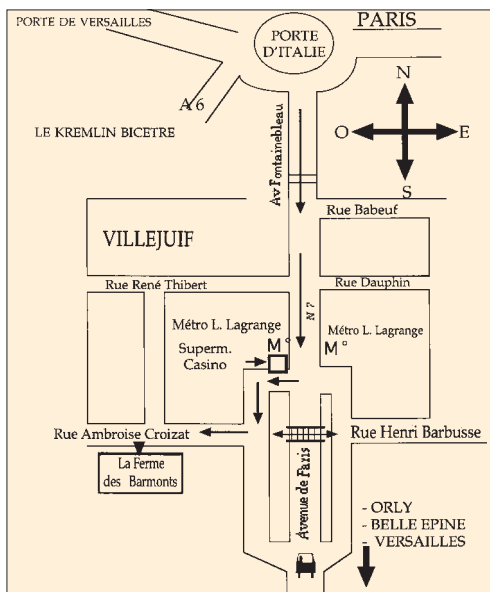 PORTE DE VERSAILLES
PORTE
D'ITALIE
PARIS
A 6
LE KREMLIN BICETRE
Av Fontainebleau
N
O
E
S
Rue Babeuf
VILLEJUIF
Rue René Thibert
Rue Dauphin
N 7
Métro L. Lagrange
M°
Superm.
Casino
Métro L. Lagrange
M°
Rue Ambroise Croizat
Rue Henri Barbusse
La Ferme
des Barmonts
Avenue de Paris
- ORLY
- BELLE EPINE
- VERSAILLES